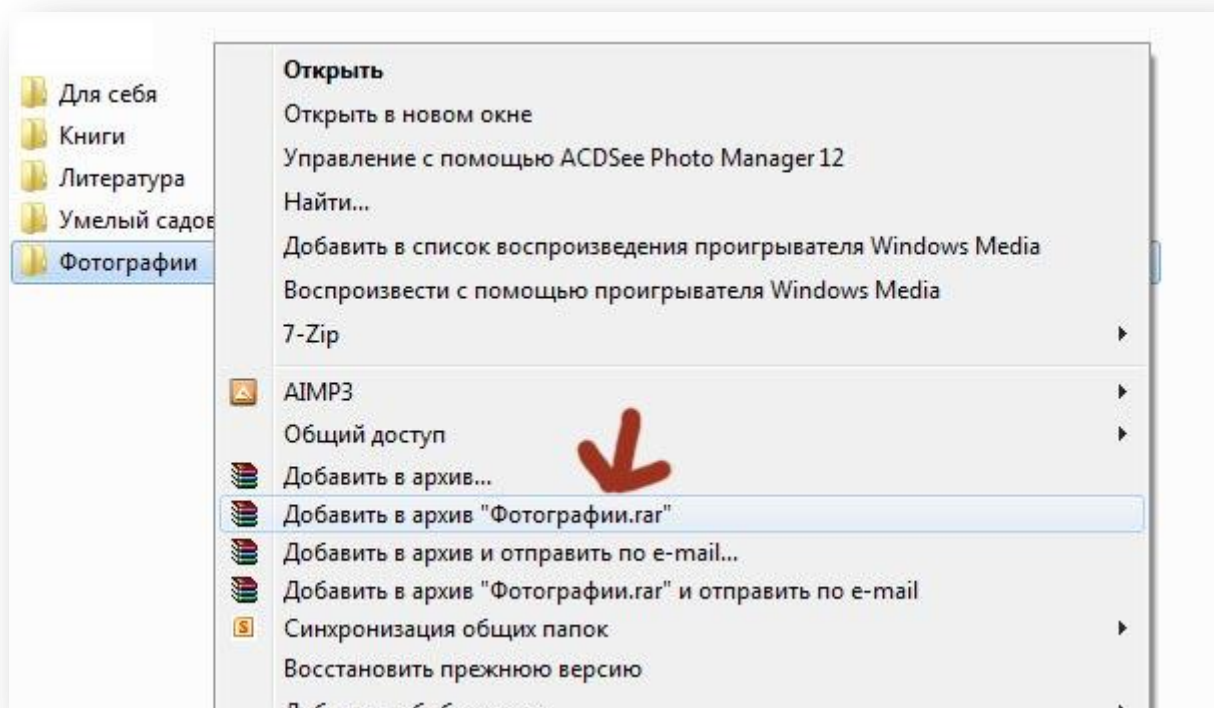 Для себя
Книги
Литература
Умелый садов
Фотографии
Открыть
Открыть в новом окне
Управление с помощью ACDSee Photo Manager 12
Найти...
Добавить в список воспроизведения проигрывателя Windows Media
Воспроизвести с помощью проигрывателя Windows Media
7-Zip
AIMP3
Общий доступ
Добавить в архив...
Добавить в архив "Фотографии.rar"
Добавить в архив и отправить по e-mail...
Добавить в архив "Фотографии.rar" и отправить по e-mail
S Синхронизация общих папок
Восстановить прежнюю версию